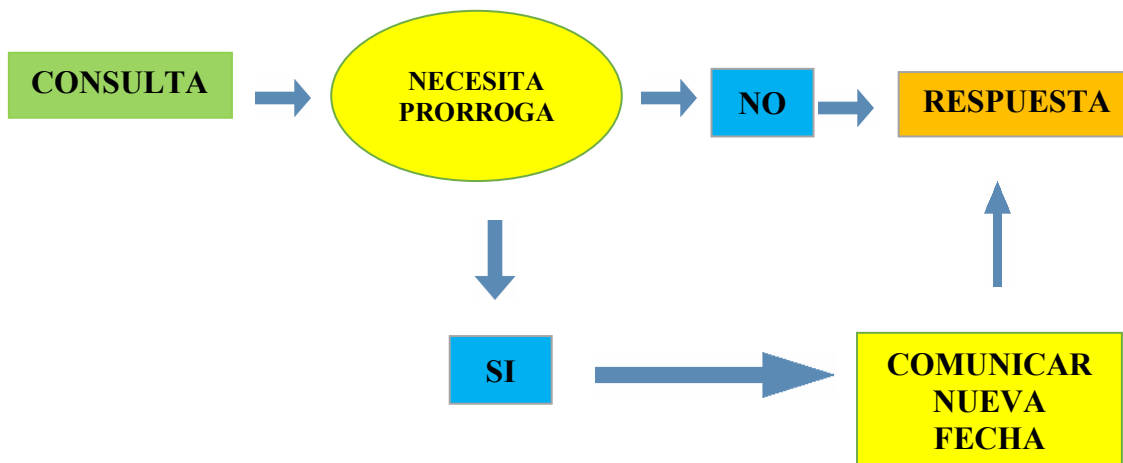 CONSULTA
NECESITA
PRORROGA
NO
RESPUESTA
SI
COMUNICAR
NUEVA
FECHA